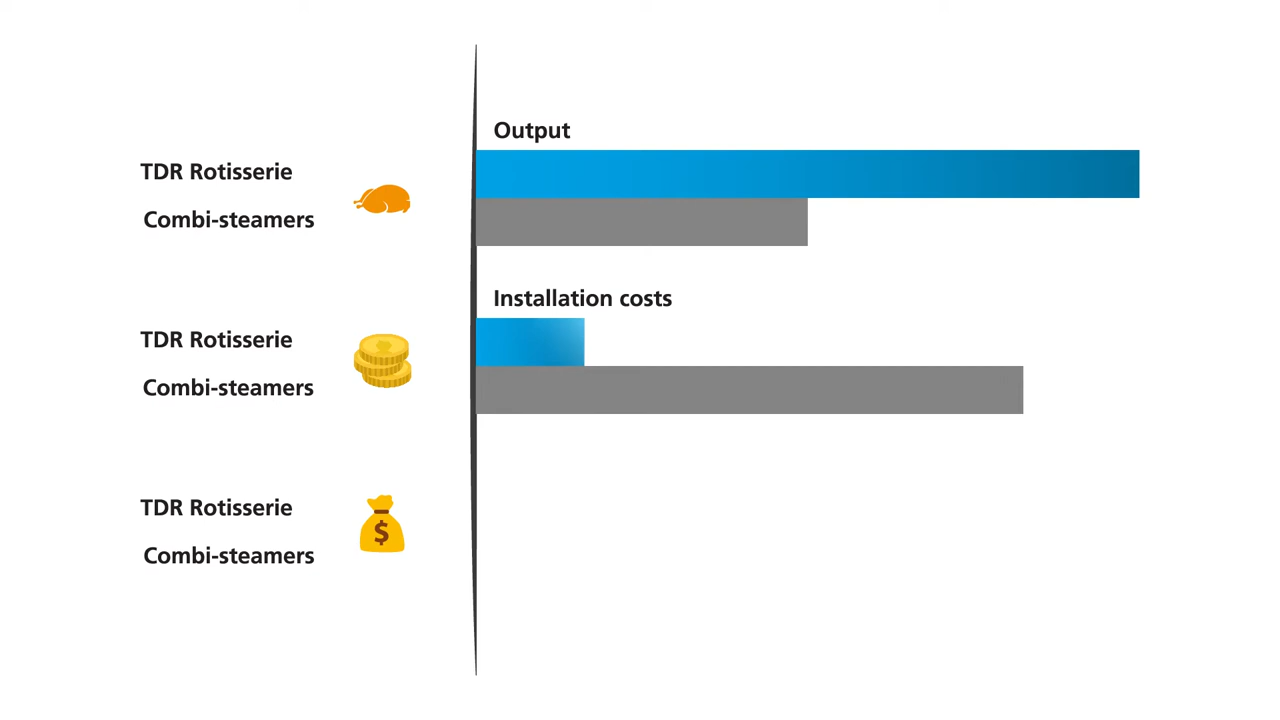 Output
TDR Rotisserie
Combi-steamers
Installation costs
TDR Rotisserie
Combi-steamers
TDR Rotisserie
$
Combi-steamers